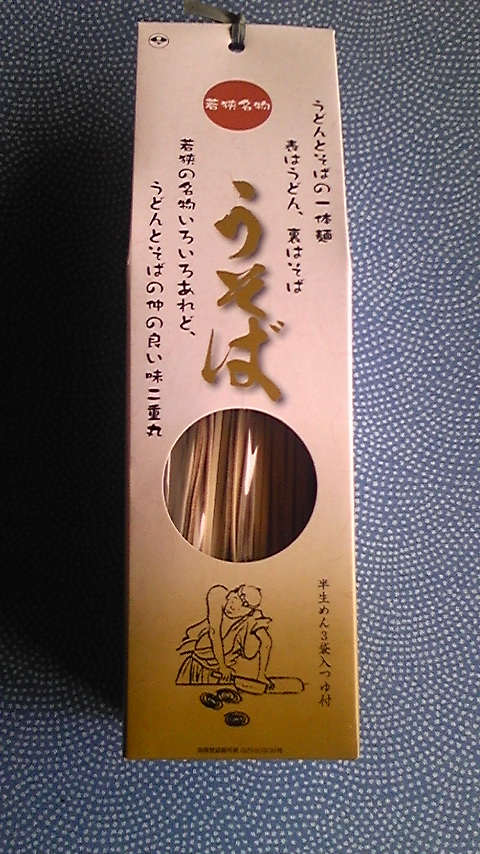 若狭名物
うどんとそばの一体麺
表はうどん、裏はそば
うそば
若狭の名物いろいろあれど、
うどんとそばの仲の良い味二重丸
半生めん3袋入つゆ付